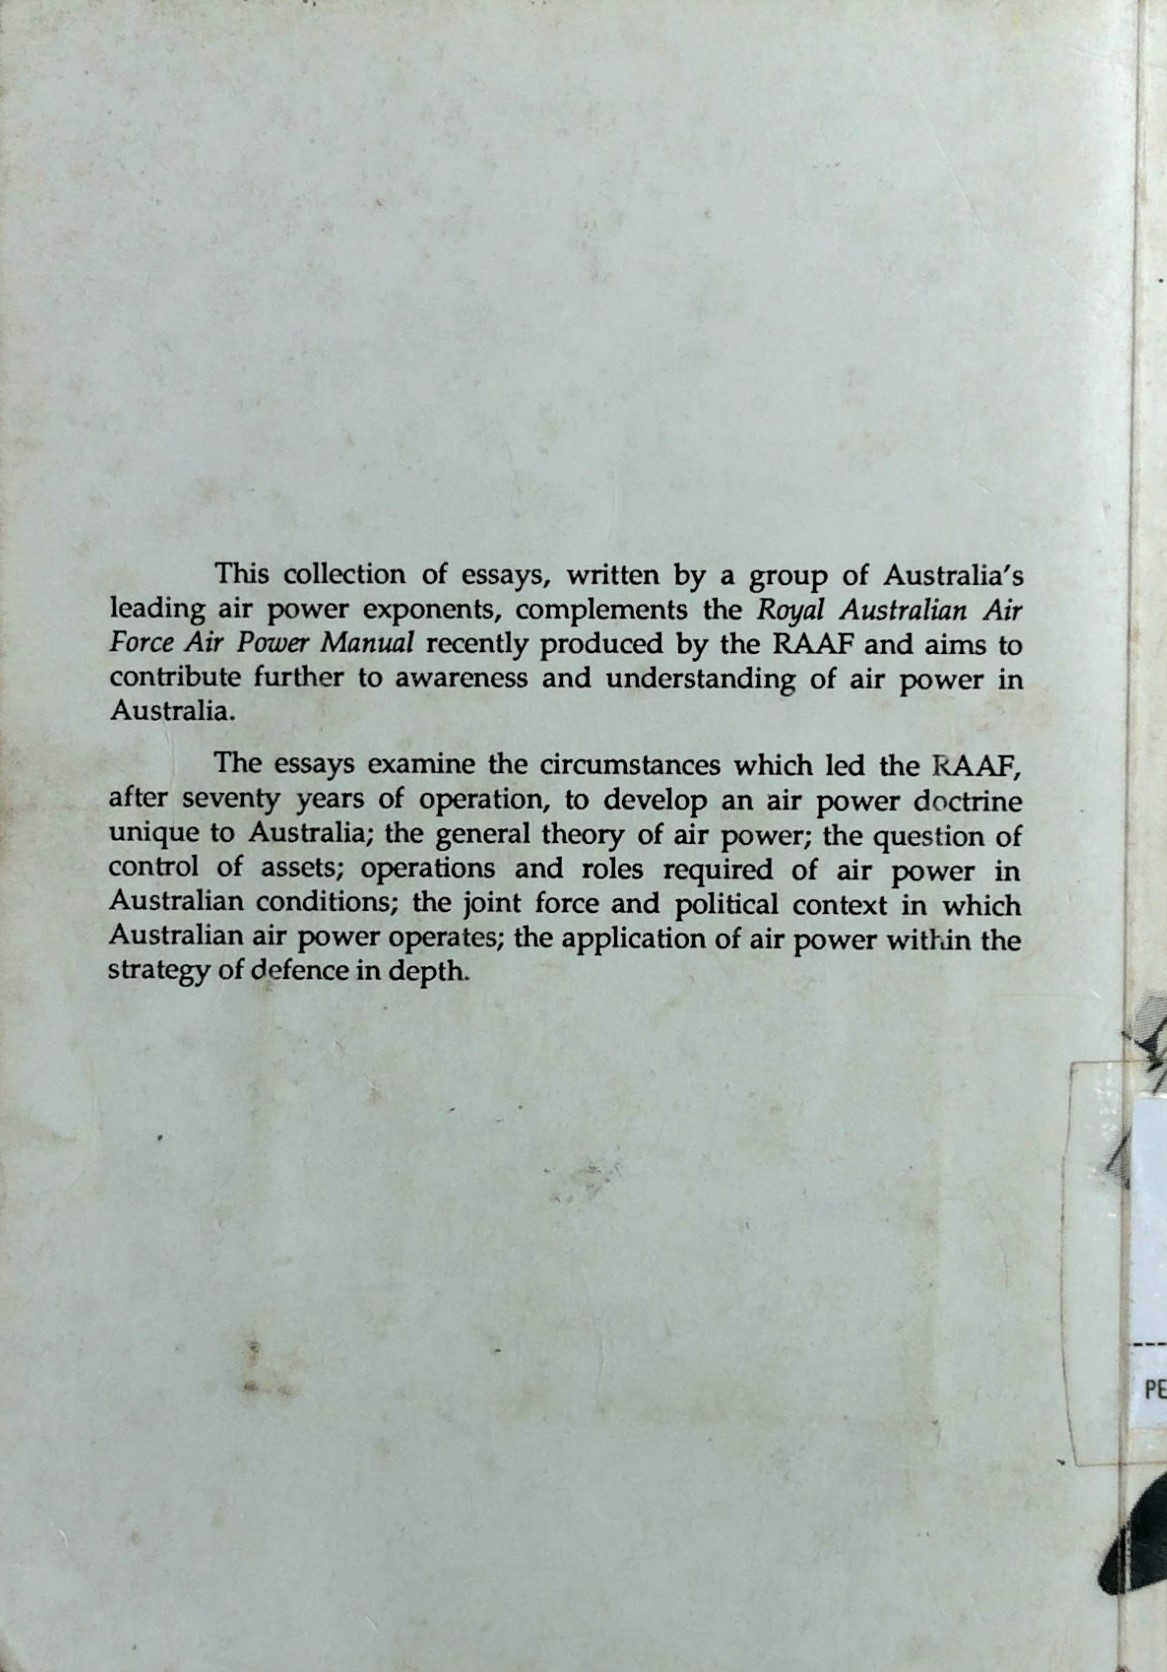 This collection of essays, written by a group of Australia's
leading air power exponents, complements the Royal Australian Air
Force Air Power Manual recently produced by the RAAF and aims to
contribute further to awareness and understanding of air power in
Australia.
The essays examine the circumstances which led the RAAF,
after seventy years of operation, to develop an air power doctrine
unique to Australia; the general theory of air power; the question of
control of assets; operations and roles required of air power in
Australian conditions; the joint force and political context in which
Australian air power operates; the application of air power within the
strategy of defence in depth.
PE